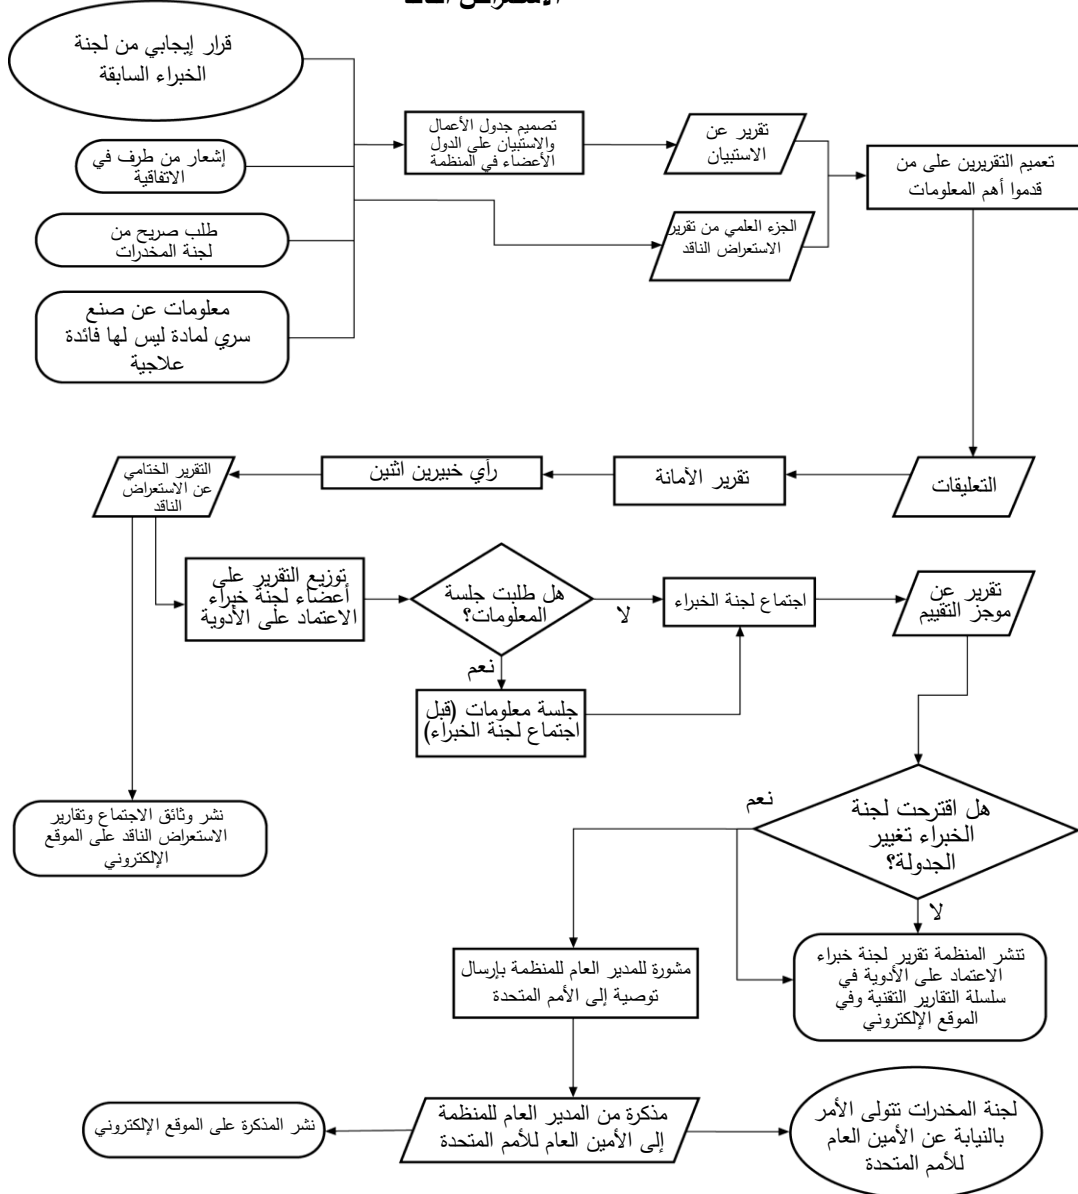 قرار إيجابي من لجنة
الخبراء السابقة
إشعار من طرف في
الاتفاقية
طلب صريح من
لجنة المخدرات
معلومات عن صنع
سري لمادة ليس لها فائدة
علاجية
تصميم جدول الأعمال
والاستبيان على الدول
الأعضاء في المنظمة
تقرير عن
الاستبيان
الجزء العلمي من تقرير
الاستعراض الناقد
تعميم التقريرين على من
قدموا أهم المعلومات
التعليقات
تقرير الأمانة
رأي خبيرين اثنين
التقرير الختامي
عن الاستعراض
الناقد
توزيع التقرير على
أعضاء لجنة خبراء
الاعتماد على الأدوية
هل طلبت جلسة
المعلومات؟
لا
نعم
جلسة معلومات (قبل
اجتماع لجنة الخبراء)
اجتماع لجنة الخبراء
تقرير عن
موجز التقييم
نشر وثائق الاجتماع وتقارير
الاستعراض الناقد على الموقع
الإلكتروني
هل اقترحت لجنة
الخبراء تغيير
الجدولة؟
نعم
لا
تنشر المنظمة تقرير لجنة خبراء
الاعتماد على الأدوية في
سلسلة التقارير التقنية وفي
الموقع الإلكتروني
مشورة للمدير العام للمنظمة بإرسال
توصية إلى الأمم المتحدة
مذكرة من المدير العام للمنظمة
إلى الأمين العام للأمم المتحدة
نشر المذكرة على الموقع الإلكتروني
لجنة المخدرات تتولى الأمر
بالنيابة عن الأمين العام
للأمم المتحدة